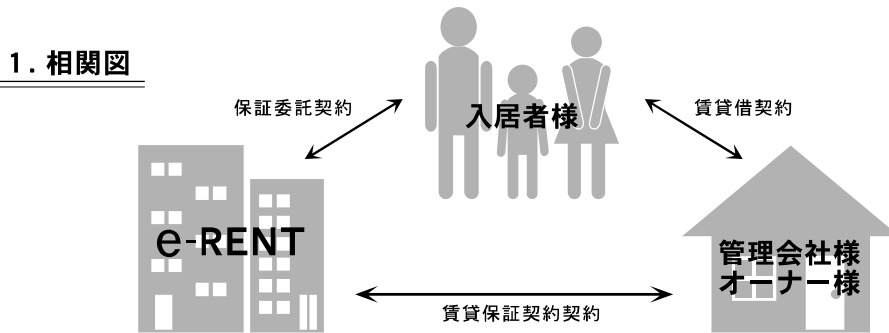 1. 相関図
保証委託契約
入居者様
賃貸借契約
e-RENT
管理会社様
オーナー様
賃貸保証契約契約